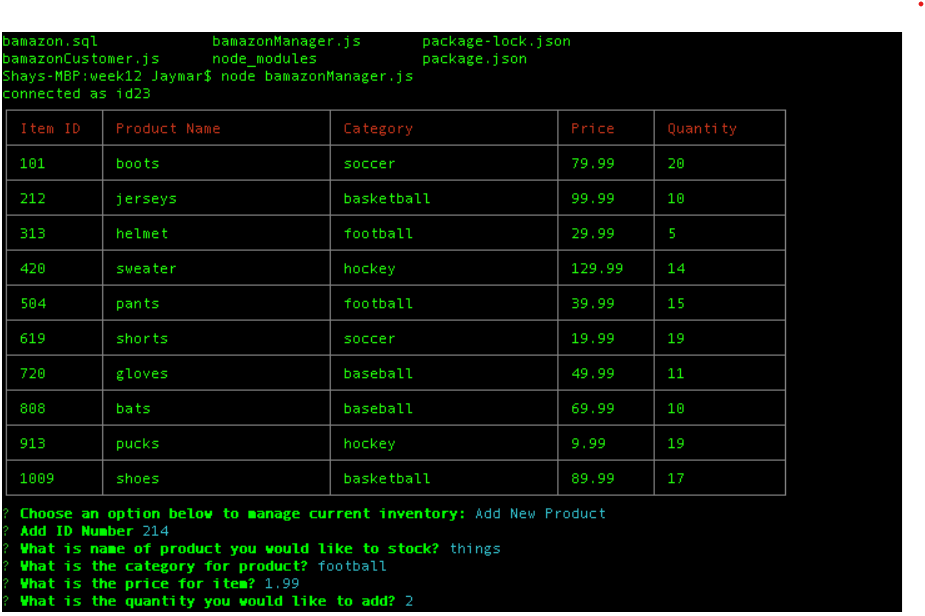 bamazon.sql bamazonManager.js package-lock.json
bamazonCustomer.js node_modules package.json
Shays-MBP:week12 Jaymar$ node bamazonManager.js
connected as id23
Item ID Product Name Category Price Quantity
101 boots soccer 79.99 20
212 jerseys basketball 99.99 10
313 helmet football 29.99 5
420 sweater hockey 129.99 14
504 pants football 39.99 15
619 shorts soccer 19.99 19
720 gloves baseball 49.99 11
808 bats baseball 69.99 10
913 pucks hockey 9.99 19
1009 shoes basketball 89.99 17
? Choose an option below to manage current inventory: Add New Product
? Add ID Number 214
? What is name of product you would like to stock? things
? What is the category for product? football
? What is the price for item? 1.99
? What is the quantity you would like to add? 2